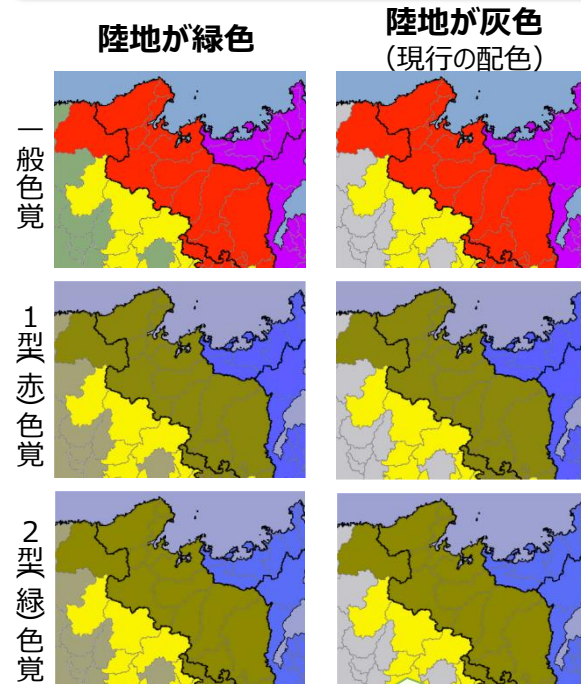 陸地が緑色
陸地が灰色
（現行の配色）
一般色覚
1型（赤）色覚
2型（緑）色覚